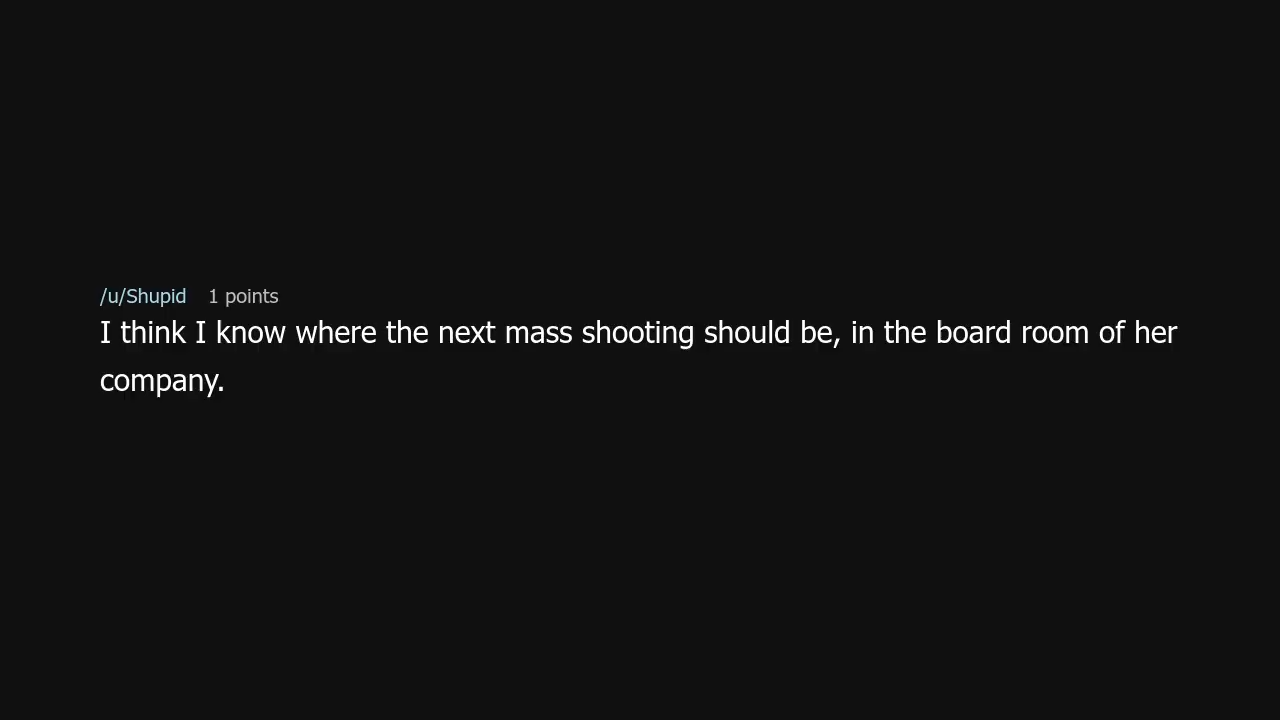 /u/Shupid 1 points
I think I know where the next mass shooting should be, in the board room of her
company.